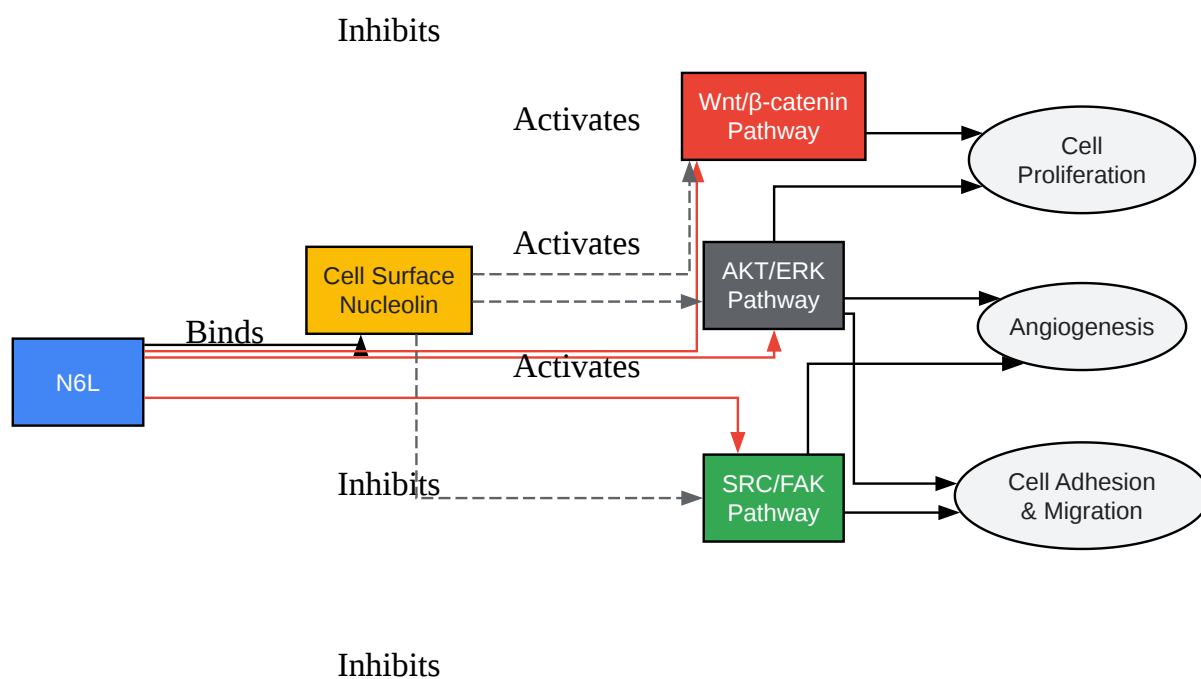 Inhibits
Activates
Wnt/β-catenin
Pathway
Cell
Proliferation
Activates
Cell Surface
Nucleolin
AKT/ERK
Pathway
Angiogenesis
Binds
N6L
Activates
Inhibits
SRC/FAK
Pathway
Cell Adhesion
& Migration
Inhibits